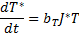 dT*/dt = b_T J*T